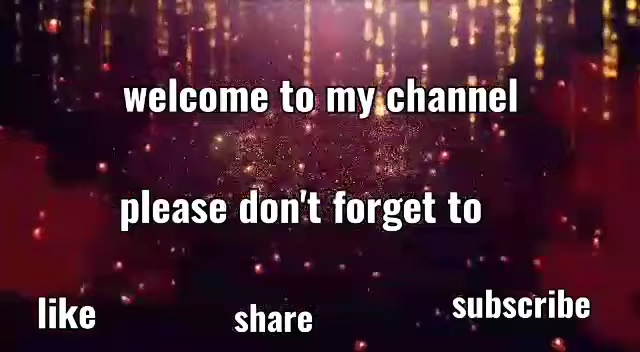 welcome to my channel
please don't forget to
like share subscribe